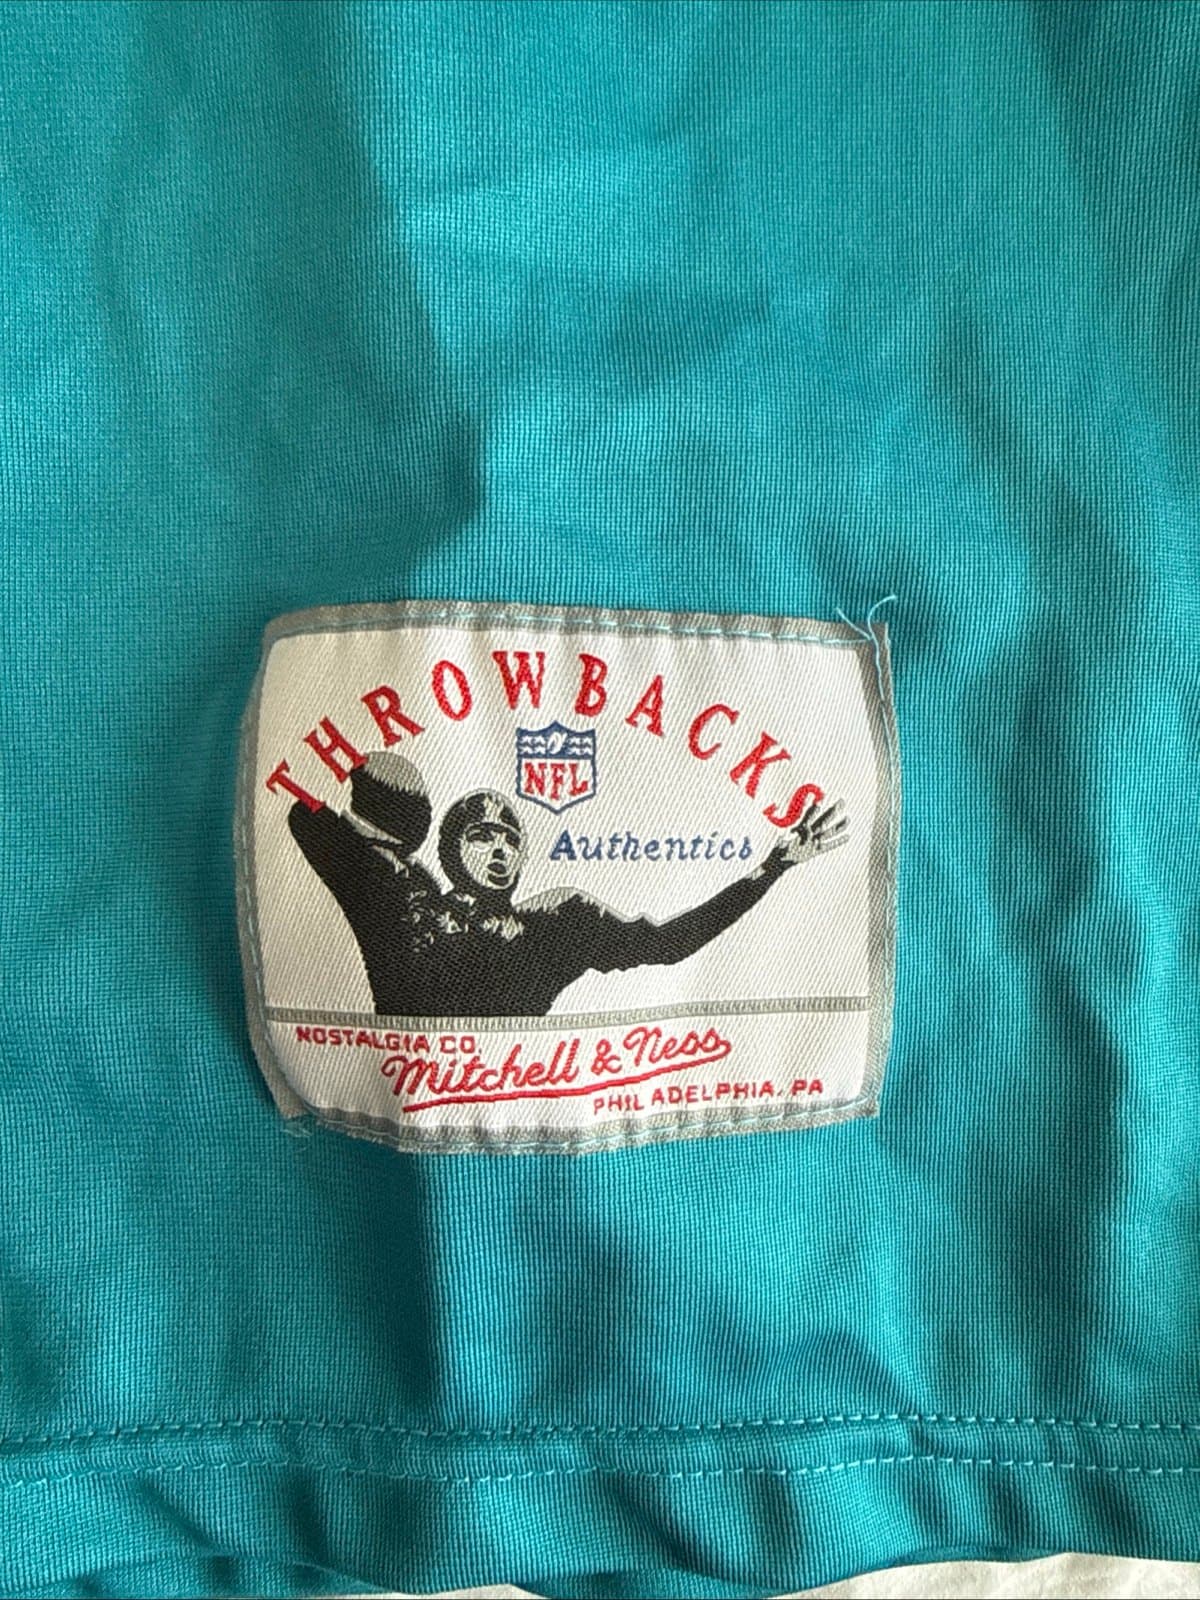 THROWBACKS
NFL
Authentics
NOSTALGIA CO.
Mitchell & Ness
PHILADELPHIA, PA